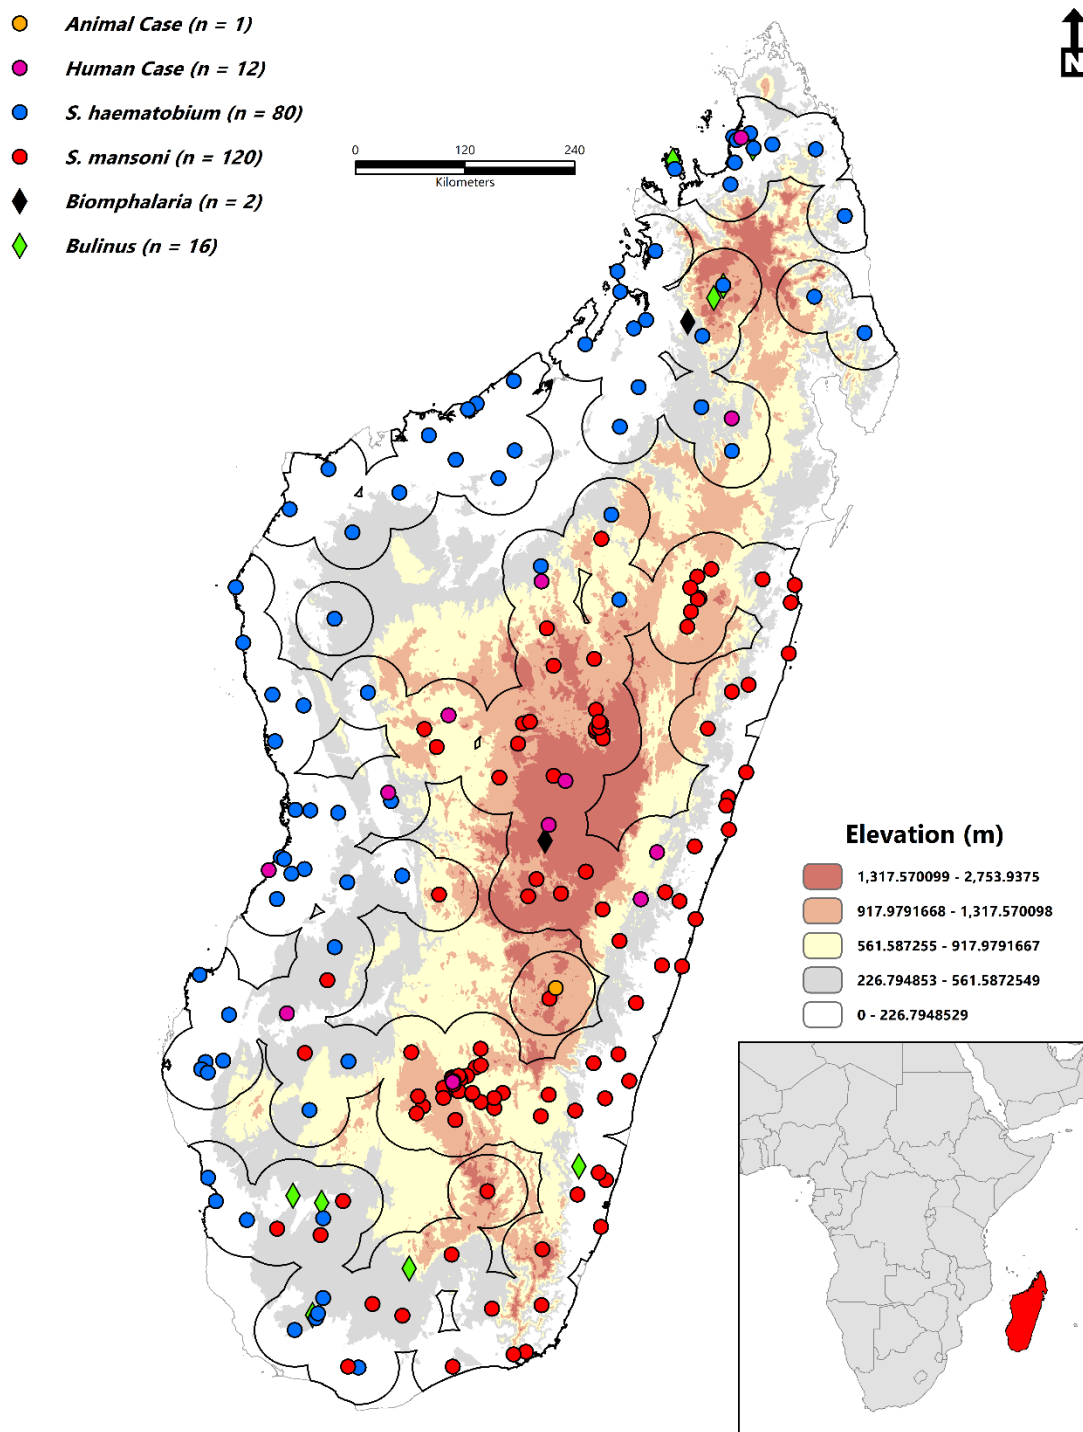 Animal Case (n = 1)
Human Case (n = 12)
S. haematobium (n = 80)
S. mansoni (n = 120)
Biomphalaria (n = 2)
Bulinus (n = 16)
N
0 120 240
Kilometers
Elevation (m)
1,317.570099 - 2,753.9375
917.9791668 - 1,317.570098
561.587255 - 917.9791667
226.794853 - 561.5872549
0 - 226.7948529